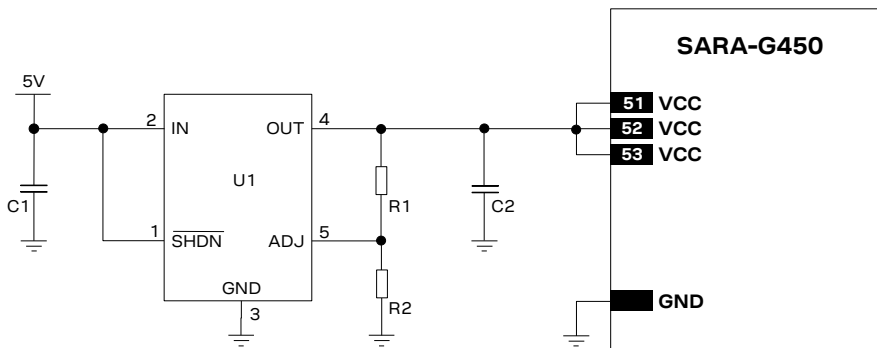 SARA-G450
5V
51 VCC
2 IN OUT 4
52 VCC
53 VCC
U1
C1
R1
C2
1 SHDN ADJ 5
GND
3
R2
GND